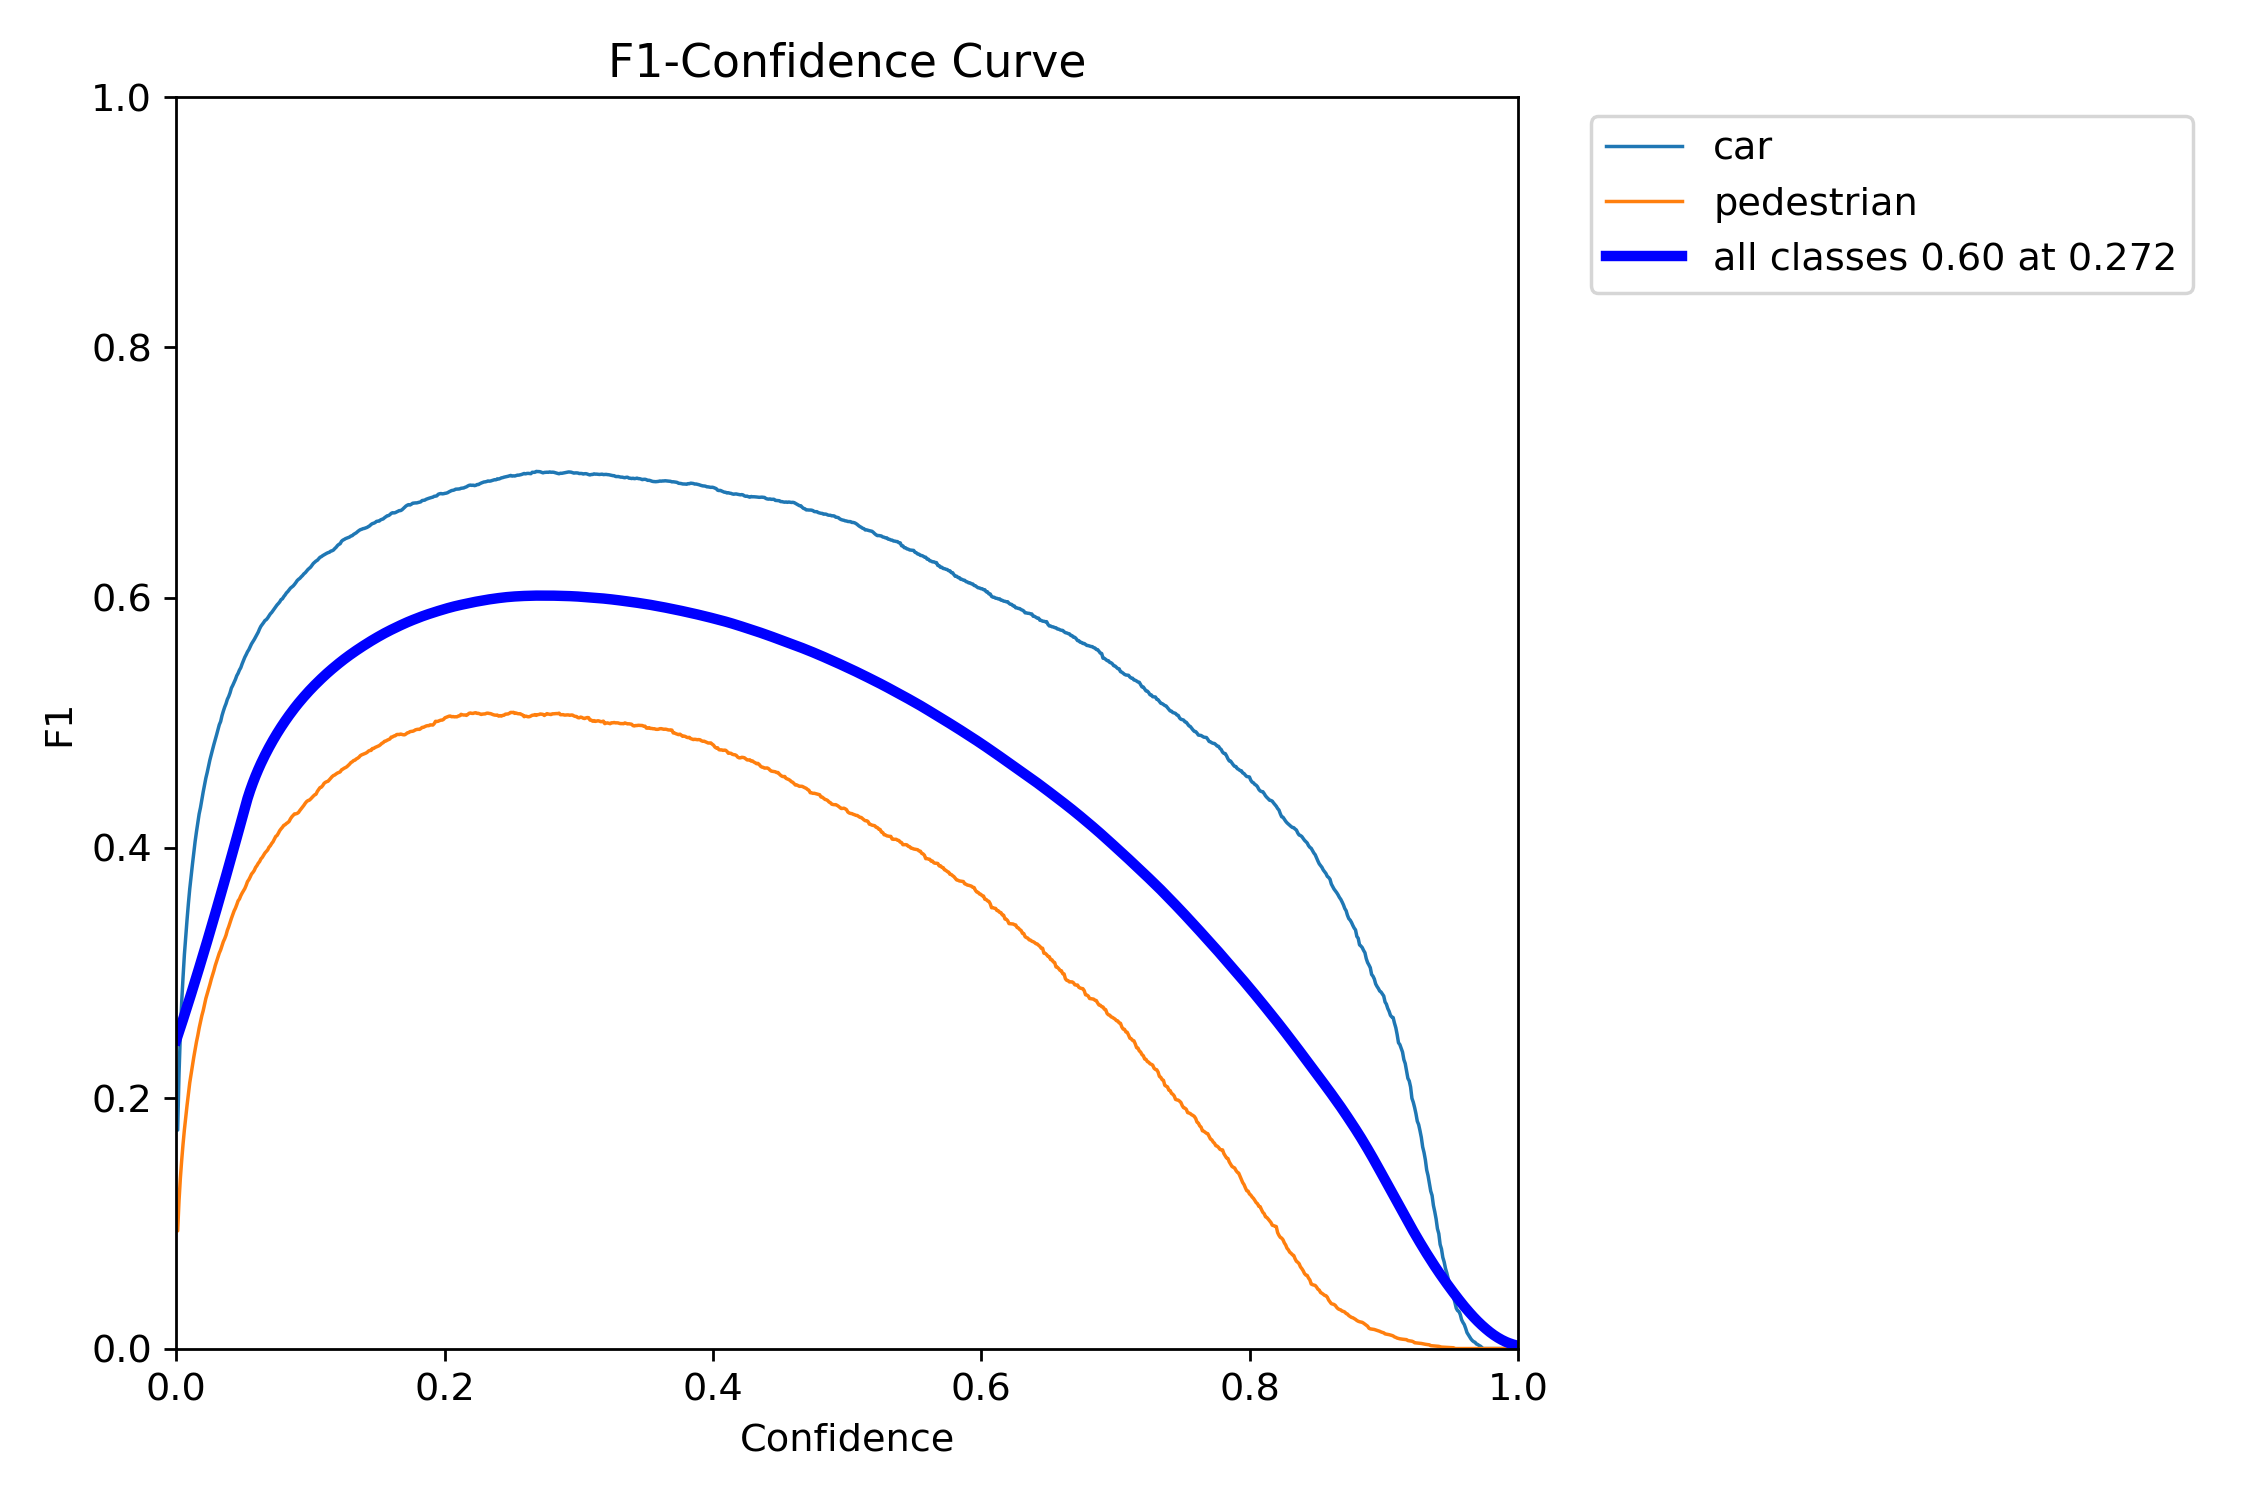 F1-Confidence Curve
1.0
0.8
0.6
0.4
0.2
0.0
F1
0.0 0.2 0.4 0.6 0.8 1.0
Confidence
car
pedestrian
all classes 0.60 at 0.272